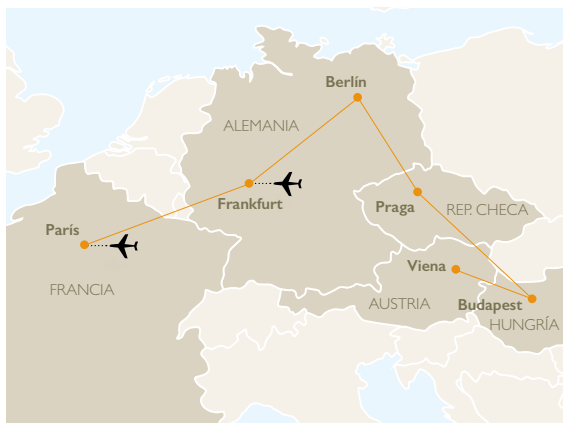 Berlín
ALEMANIA
Frankfurt
Praga
REP. CHECA
París
FRANCIA
Viena
AUSTRIA
Budapest
HUNGRÍA